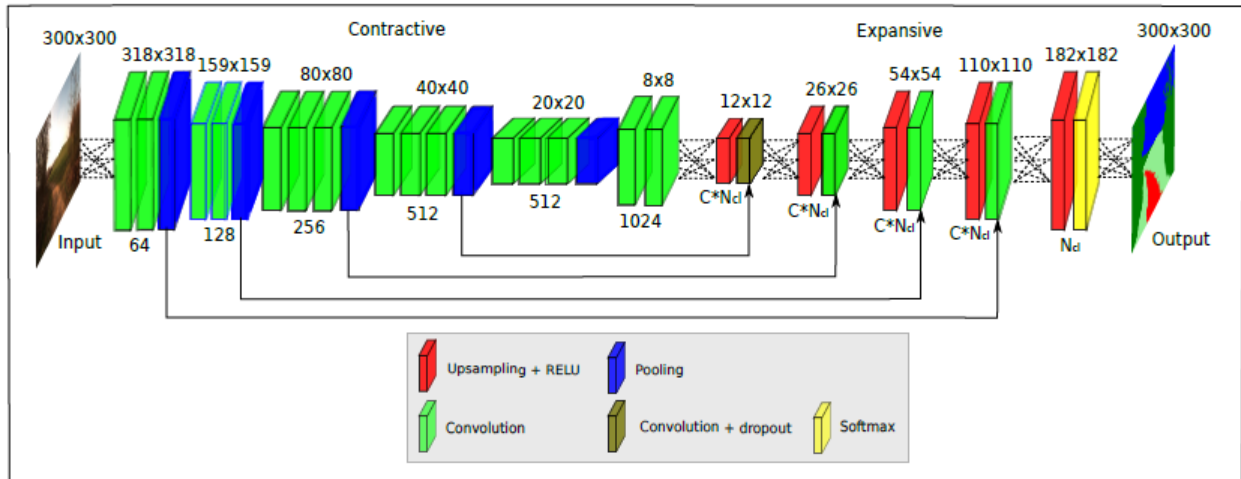 Contractive
Expansive
300x300
318x318
159x159
80x80
40x40
20x20
8x8
12x12
26x26
54x54
110x110
182x182
300x300
Input
64
128
256
512
512
1024
C*Ncl
C*Ncl
C*Ncl
C*Ncl
Ncl
Output
Upsampling + RELU
Pooling
Convolution
Convolution + dropout
Softmax